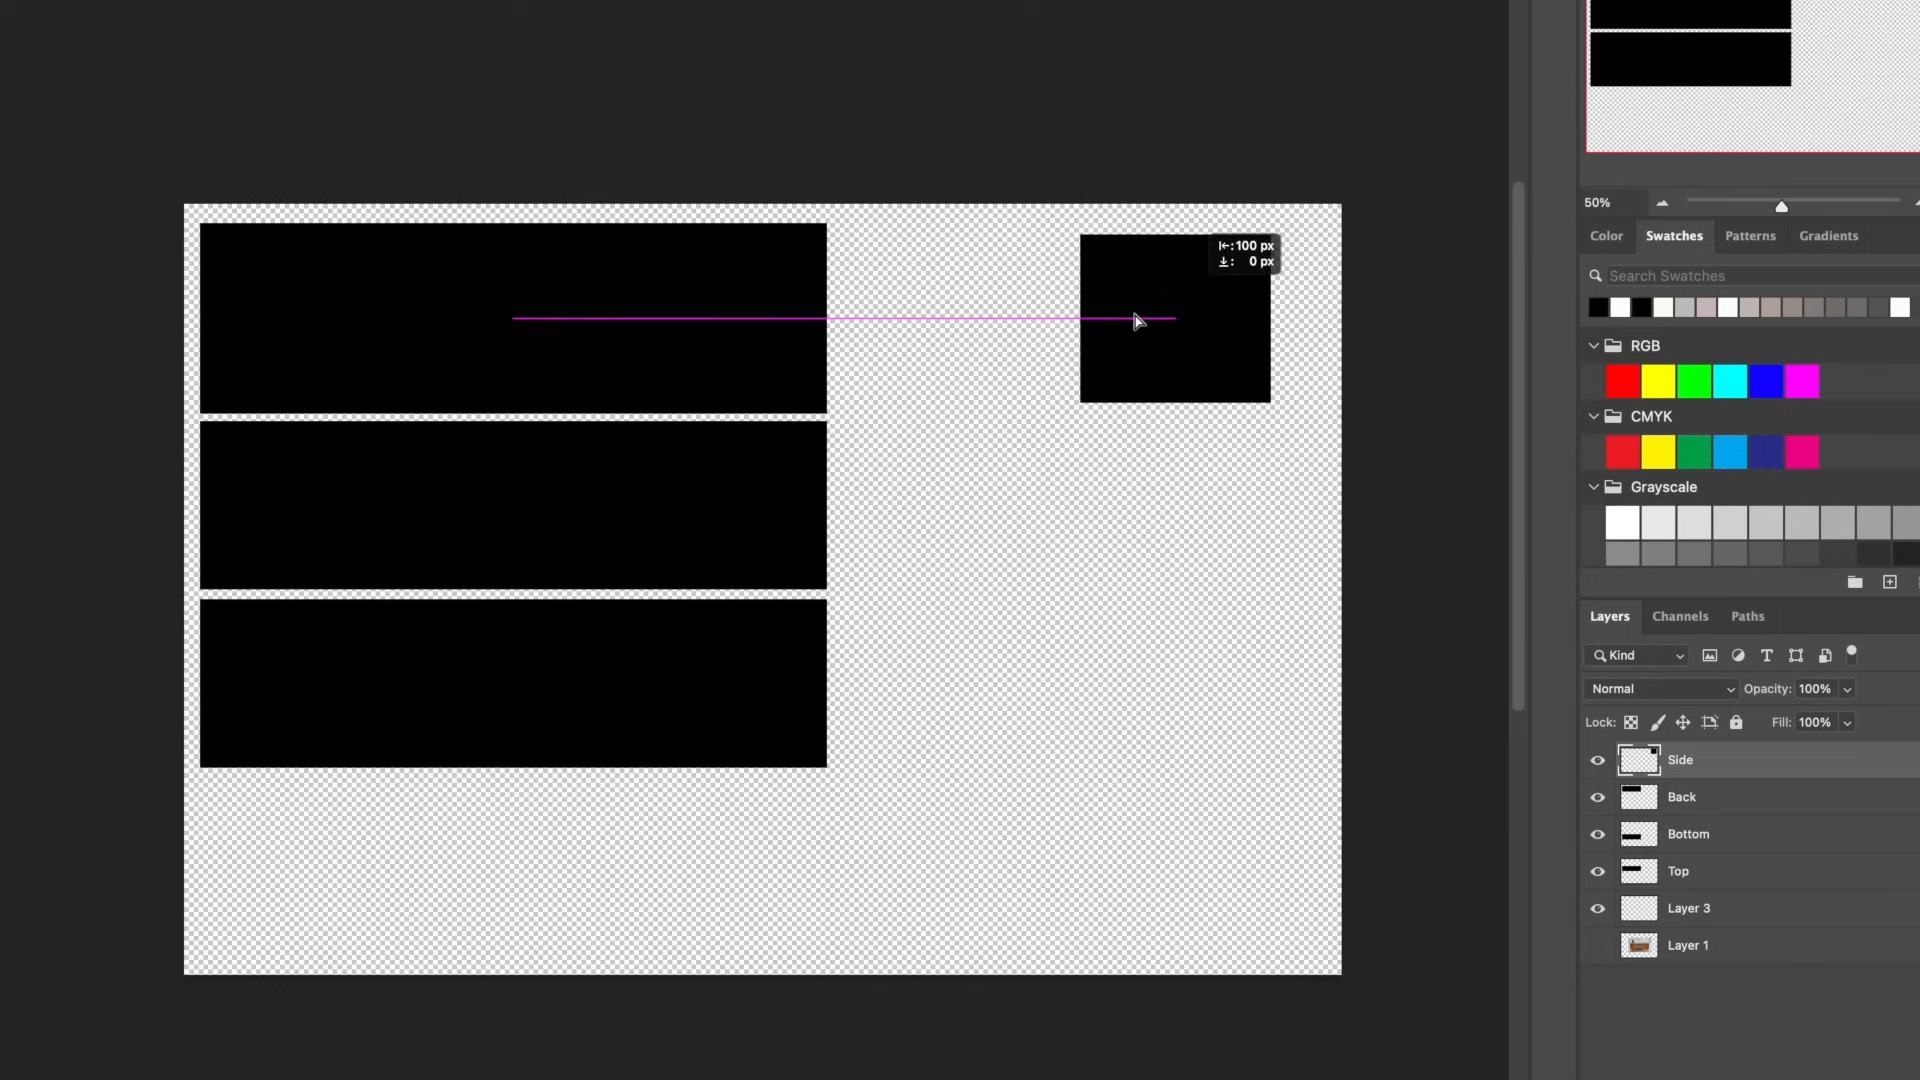 50%
Color Swatches Patterns Gradients
Search Swatches
100 px
: 0 px
RGB
CMYK
Grayscale
Layers Channels Paths
Kind
Normal Opacity: 100%
Lock: Fill: 100%
Side
Back
Bottom
Top
Layer 3
Layer 1